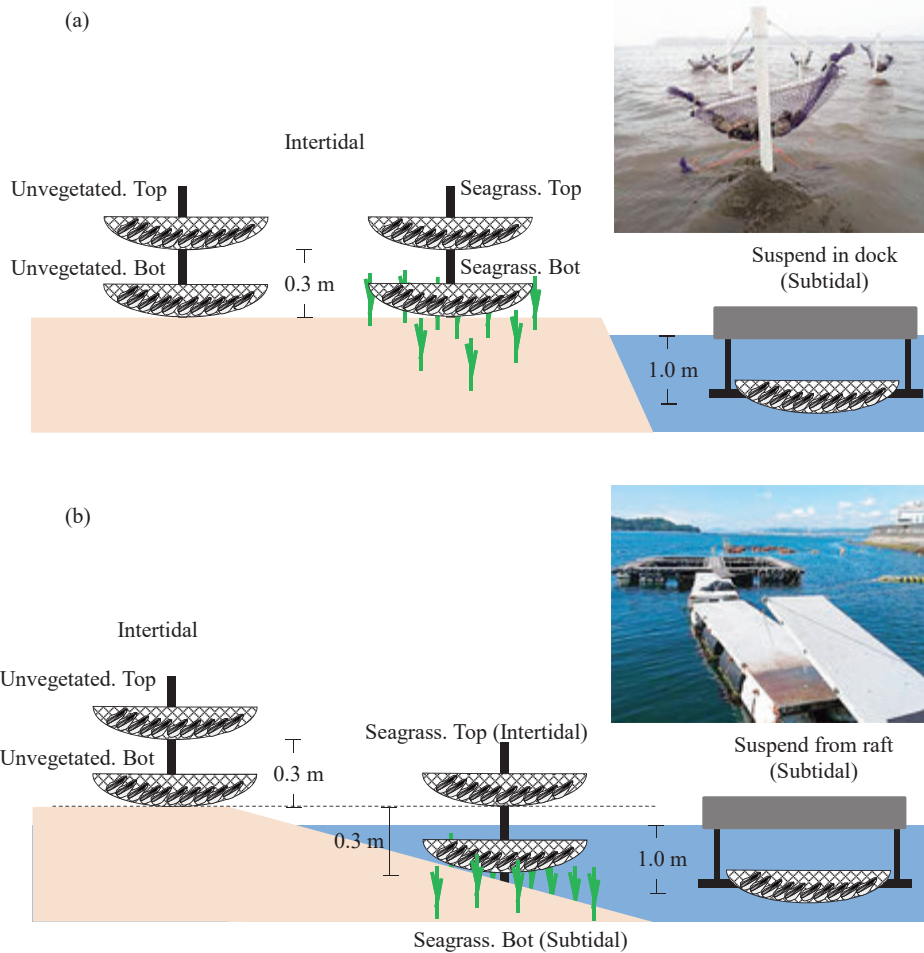 (a)
Intertidal
Unvegetated. Top
Seagrass. Top
Unvegetated. Bot
0.3 m
Seagrass. Bot
Suspend in dock
(Subtidal)
1.0 m
(b)
Intertidal
Unvegetated. Top
Unvegetated. Bot
0.3 m
Seagrass. Top (Intertidal)
Suspend from raft
(Subtidal)
0.3 m
1.0 m
Seagrass. Bot (Subtidal)